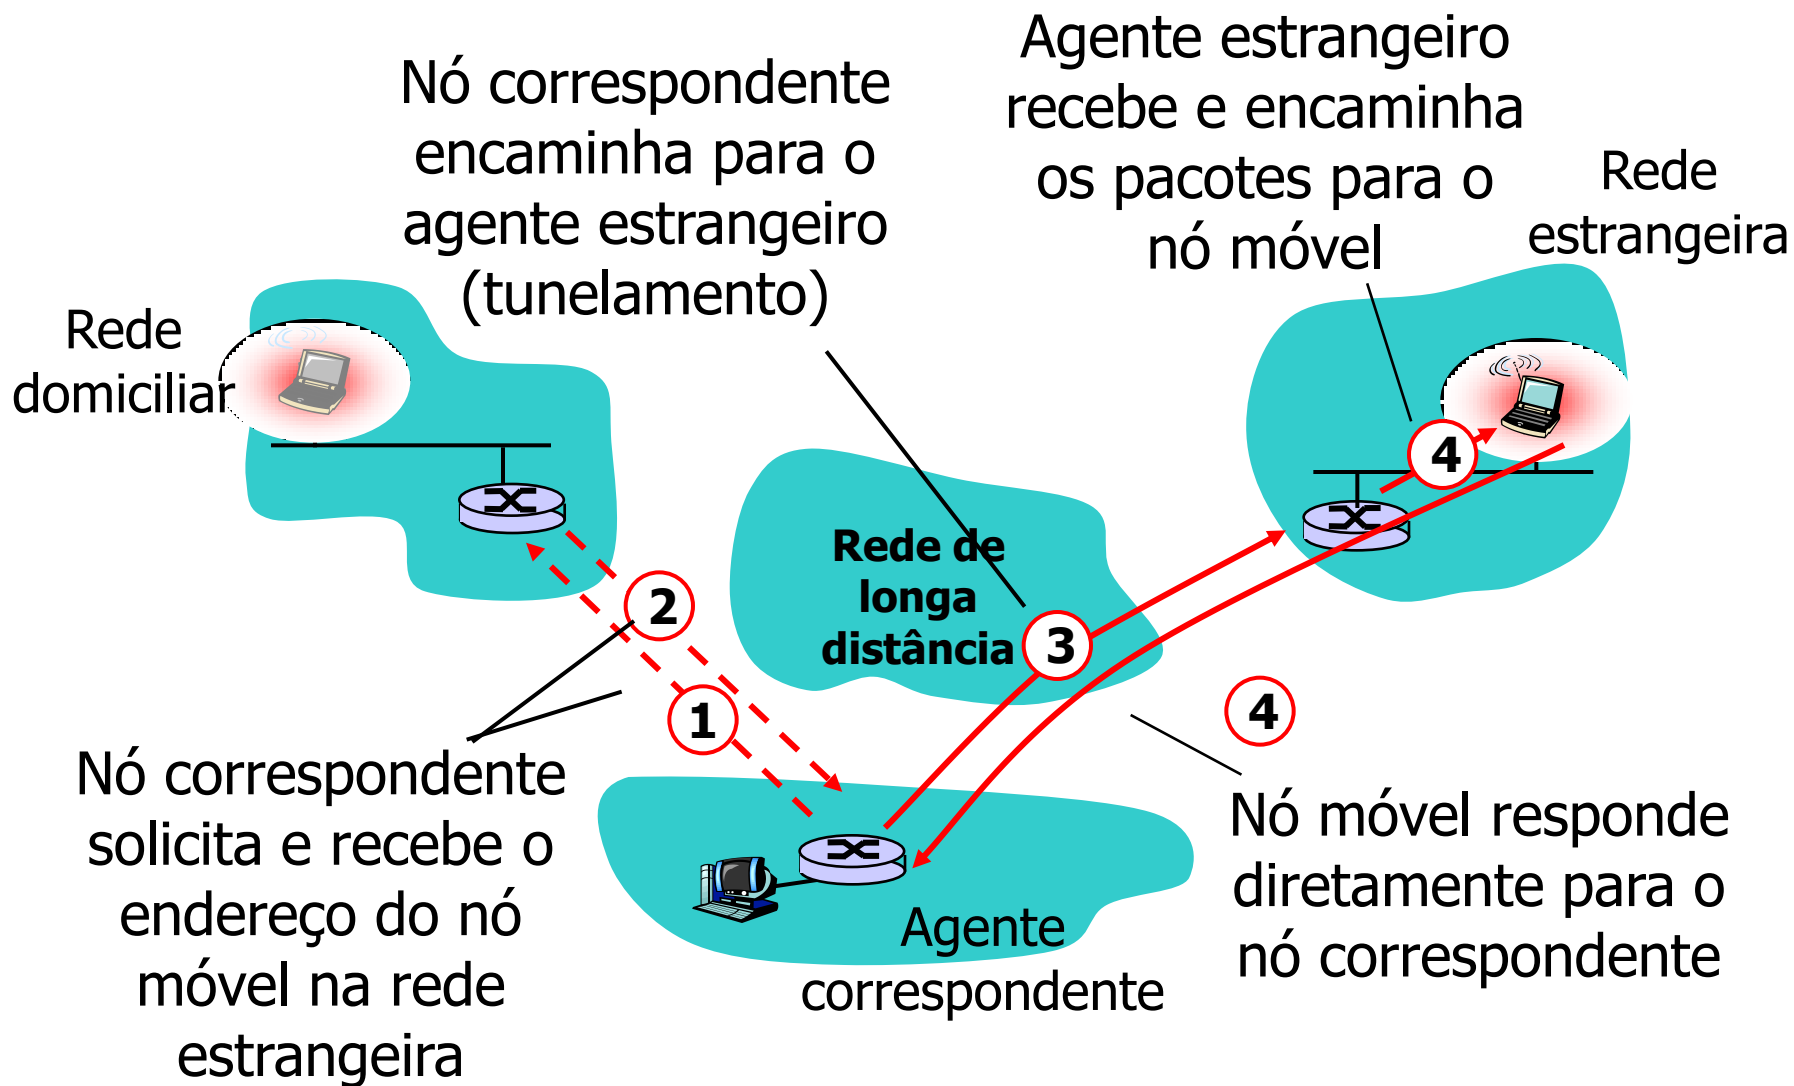 Nó correspondente
encaminha para o
agente estrangeiro
(tunelamento)
Agente estrangeiro
recebe e encaminha
os pacotes para o
nó móvel
Rede
estrangeira
Rede
domiciliar
4
Rede de
longa
distância
2
3
1
4
Nó correspondente
solicita e recebe o
endereço do nó
móvel na rede
estrangeira
Nó móvel responde
diretamente para o
nó correspondente
Agente
correspondente